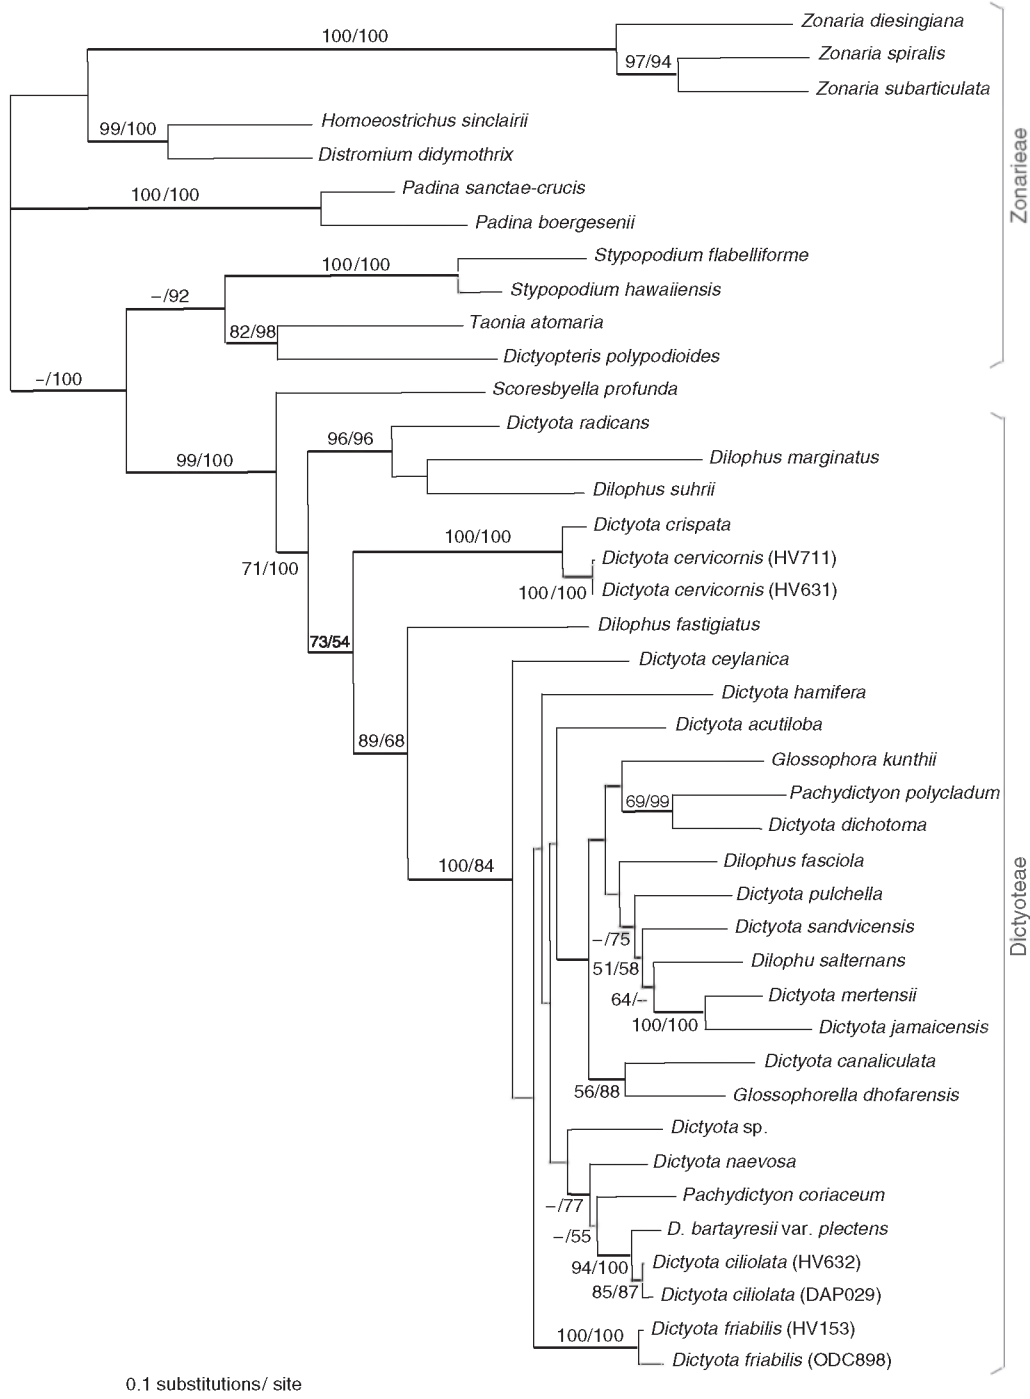 Zonaria diesingiana
100/100
Zonaria spiralis
97/94
Zonaria subarticulata
Homoeostrichus sinclairii
99/100
Distromium didymothrix
Padina sanctae-crucis
100/100
Padina boergesenii
Stypopodium flabelliforme
100/100
Stypopodium hawaiiensis
–/92
Taonia atomaria
82/98
Dictyopteris polypodioides
–/100
Zonarieae
Scoresbyella profunda
Dictyota radicans
96/96
Dilophus marginatus
99/100
Dilophus suhrii
Dictyota crispata
100/100
Dictyota cervicornis (HV711)
71/100
100/100
Dictyota cervicornis (HV631)
Dilophus fastigiatus
73/54
Dictyota ceylanica
Dictyota hamifera
Dictyota acutiloba
89/68
Glossophora kunthii
Pachydictyon polycladum
69/99
Dictyota dichotoma
Dilophus fasciola
100/84
Dictyota pulchella
Dictyota sandvicensis
–/75
Dilophu salternans
51/58
Dictyota mertensii
64/–
100/100
Dictyota jamaicensis
Dictyota canaliculata
56/88
Glossophorella dhofarensis
Dictyota sp.
Dictyota naevosa
Pachydictyon coriaceum
–/77
D. bartayresii var. plectens
–/55
Dictyota ciliolata (HV632)
94/100
85/87
Dictyota ciliolata (DAP029)
Dictyota friabilis (HV153)
100/100
Dictyota friabilis (ODC898)
Dictyoteae
0.1 substitutions/ site